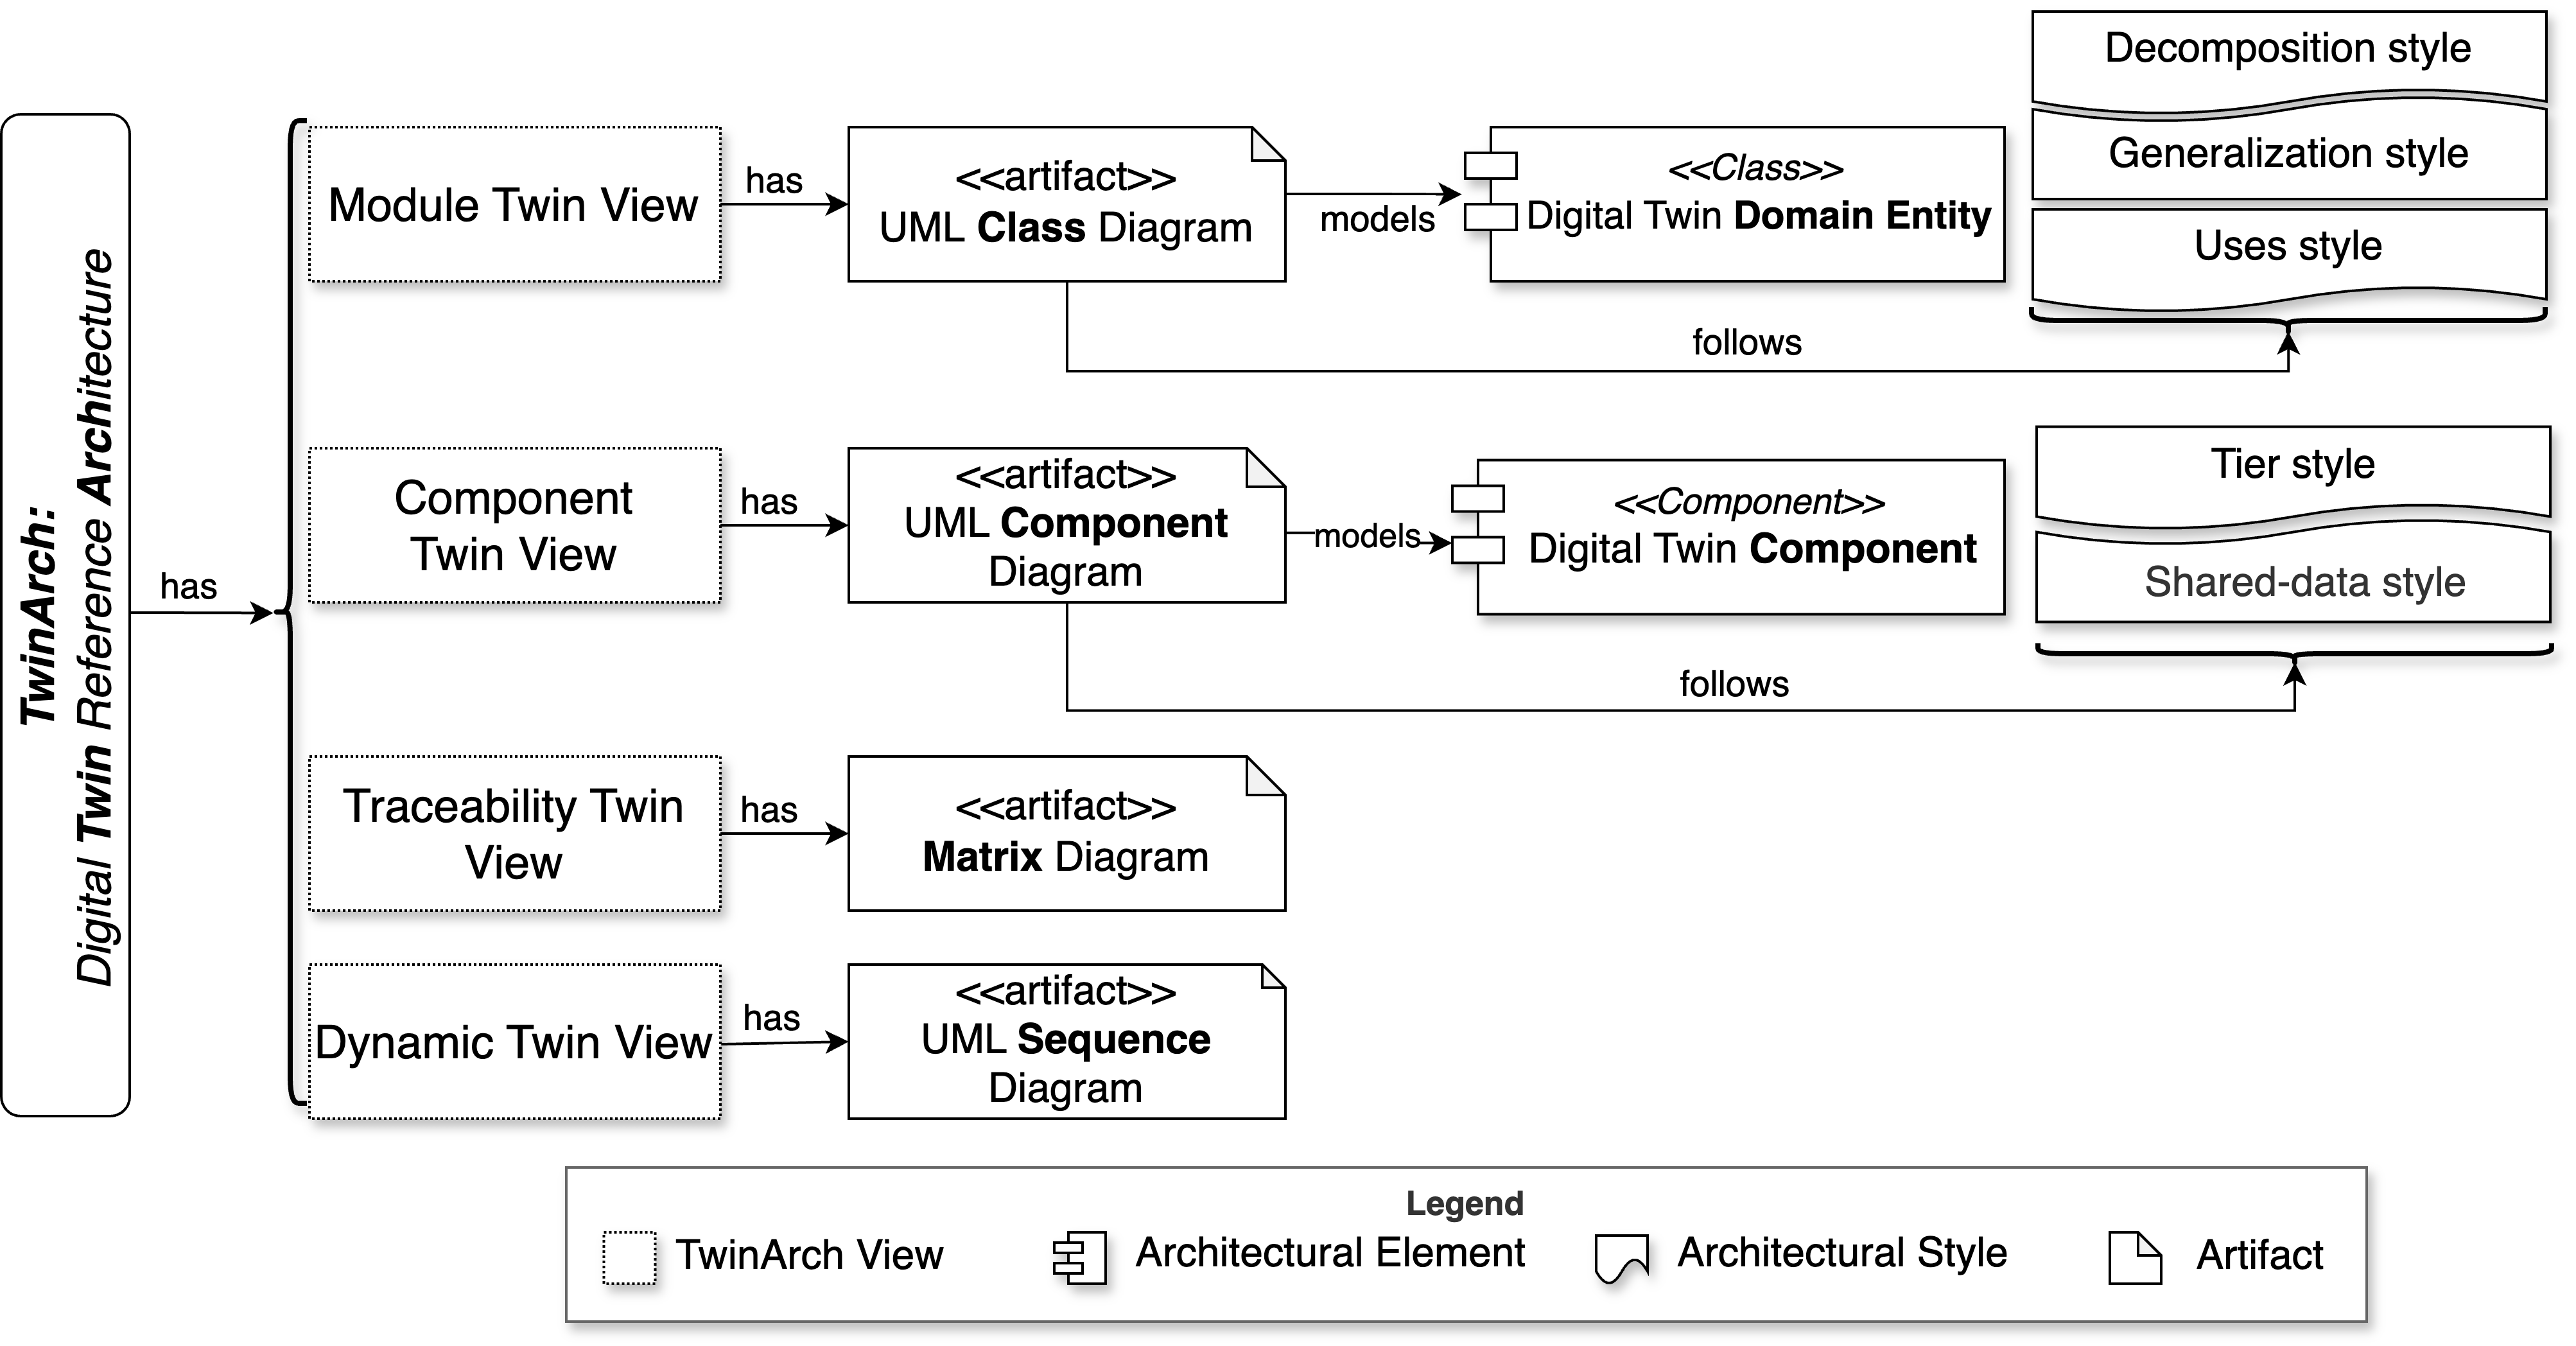 TwinArch:
Digital Twin Reference Architecture
has
Module Twin View
has
<<artifact>>
UML Class Diagram
models
<<Class>>
Digital Twin Domain Entity
Decomposition style
Generalization style
Uses style
follows
Component
Twin View
has
<<artifact>>
UML Component
Diagram
models
<<Component>>
Digital Twin Component
Tier style
Shared-data style
follows
Traceability Twin
View
has
<<artifact>>
Matrix Diagram
Dynamic Twin View
has
<<artifact>>
UML Sequence
Diagram
Legend
TwinArch View
Architectural Element
Architectural Style
Artifact